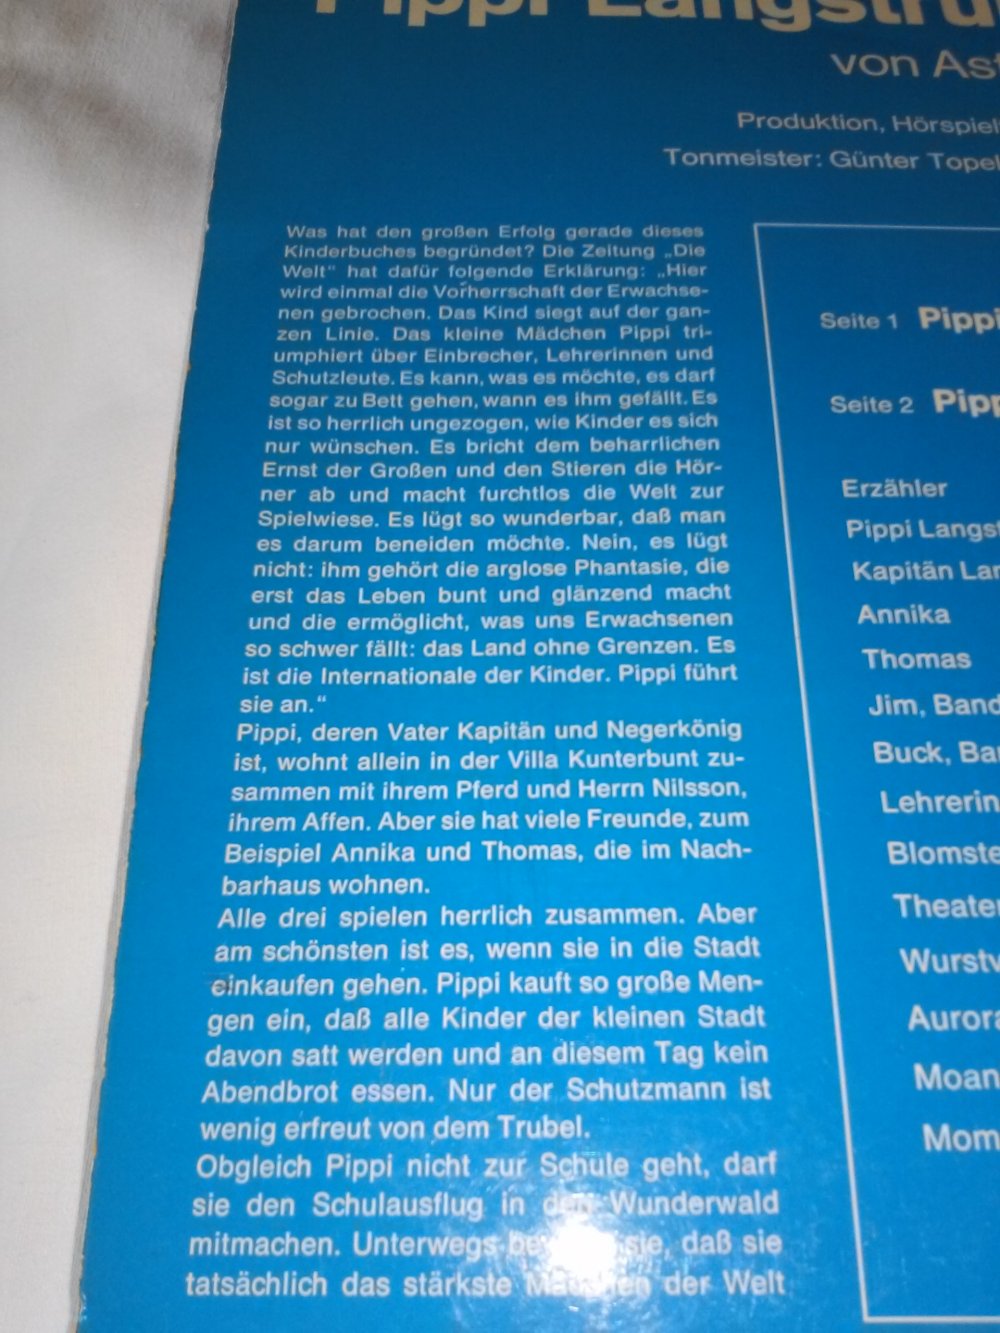 Pippi Langstru
von Ast
Produktion, Hörspielt
Tonmeister: Günter Topel
Was hat den großen Erfolg gerade dieses
Kinderbuches begründet? Die Zeitung „Die
Welt“ hat dafür folgende Erklärung: „Hier
wird einmal die Vorherrschaft der Erwachse-
nen gebrochen. Das Kind siegt auf der gan-
zen Linie. Das kleine Mädchen Pippi tri-
umphiert über Einbrecher, Lehrerinnen und
Schutzleute. Es kann, was es möchte, es darf
sogar zu Bett gehen, wann es ihm gefällt. Es
ist so herrlich ungezogen, wie Kinder es sich
nur wünschen. Es bricht dem beharrlichen
Ernst der Großen und den Stieren die Hör-
ner ab und macht furchtlos die Welt zur
Spielwiese. Es lügt so wunderbar, daß man
es darum beneiden möchte. Nein, es lügt
nicht: ihm gehört die arglose Phantasie, die
erst das Leben bunt und glänzend macht
und die ermöglicht, was uns Erwachsenen
so schwer fällt: das Land ohne Grenzen. Es
ist die Internationale der Kinder. Pippi führt
sie an.“
Pippi, deren Vater Kapitän und Negerkönig
ist, wohnt allein in der Villa Kunterbunt zu-
sammen mit ihrem Pferd und Herrn Nilsson,
ihrem Affen. Aber sie hat viele Freunde, zum
Beispiel Annika und Thomas, die im Nach-
barhaus wohnen.
Alle drei spielen herrlich zusammen. Aber
am schönsten ist es, wenn sie in die Stadt
einkaufen gehen. Pippi kauft so große Men-
gen ein, daß alle Kinder der kleinen Stadt
davon satt werden und an diesem Tag kein
Abendbrot essen. Nur der Schutzmann ist
wenig erfreut von dem Trubel.
Obgleich Pippi nicht zur Schule geht, darf
sie den Schulausflug in den Wunderwald
mitmachen. Unterwegs sie, daß sie
tatsächlich das stärkste Mädchen der Welt
Seite 1 Pippi
Seite 2 Pipp
Erzähler
Pippi Langst
Kapitän Lan
Annika
Thomas
Jim, Band
Buck, Ba
Lehrerin
Blomste
Theater
Wurstv
Aurora
Moan
Mom